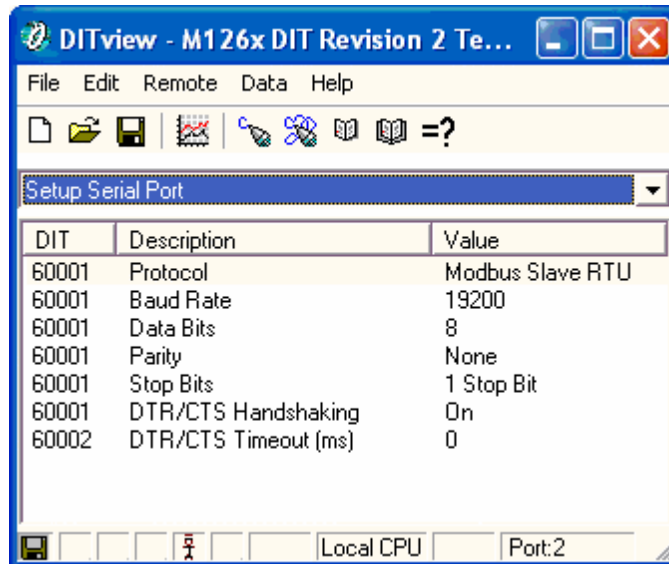 DITview - M126x DIT Revision 2 Te...
File Edit Remote Data Help
=?
Setup Serial Port
DIT Description Value
60001 Protocol Modbus Slave RTU
60001 Baud Rate 19200
60001 Data Bits 8
60001 Parity None
60001 Stop Bits 1 Stop Bit
60001 DTR/CTS Handshaking On
60002 DTR/CTS Timeout (ms) 0
Local CPU Port:2